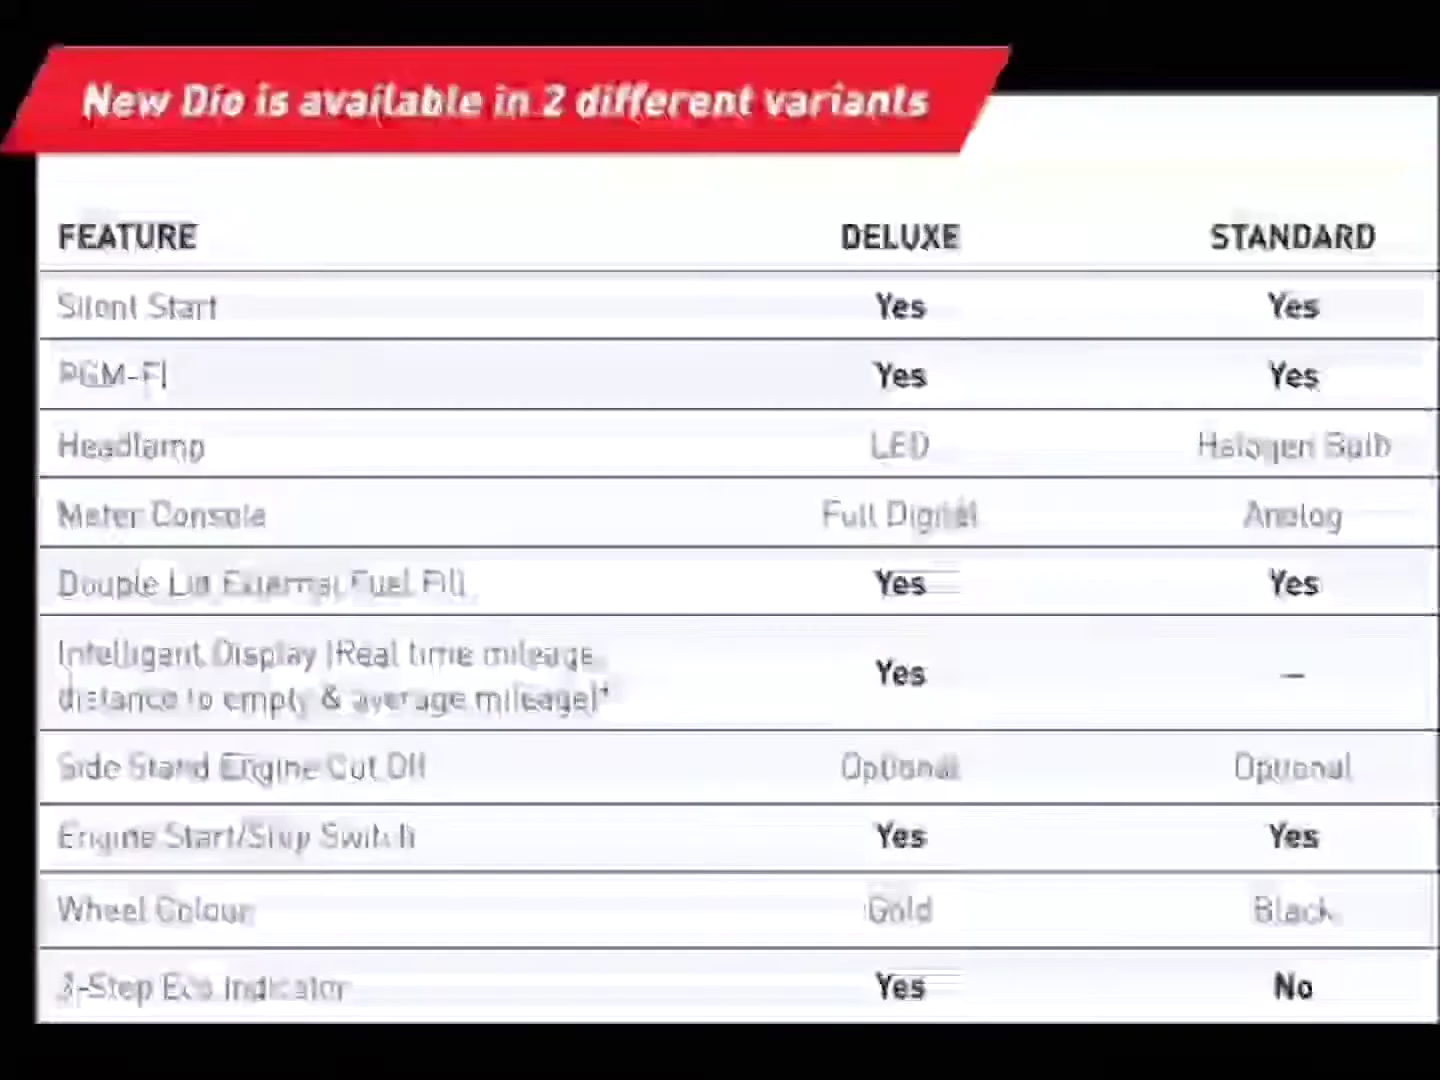 New Dio is available in 2 different variants
FEATURE DELUXE STANDARD
Silent Start Yes Yes
PGM-FI Yes Yes
Headlamp LED Halogen Bulb
Meter Console Full Digital Analog
Double Lid External Fuel Fill Yes Yes
Intelligent Display (Real time mileage,
distance to empty & average mileage)* Yes –
Side Stand Engine Cut Off Optional Optional
Engine Start/Stop Switch Yes Yes
Wheel Colour Gold Black
3-Step Eco Indicator Yes No